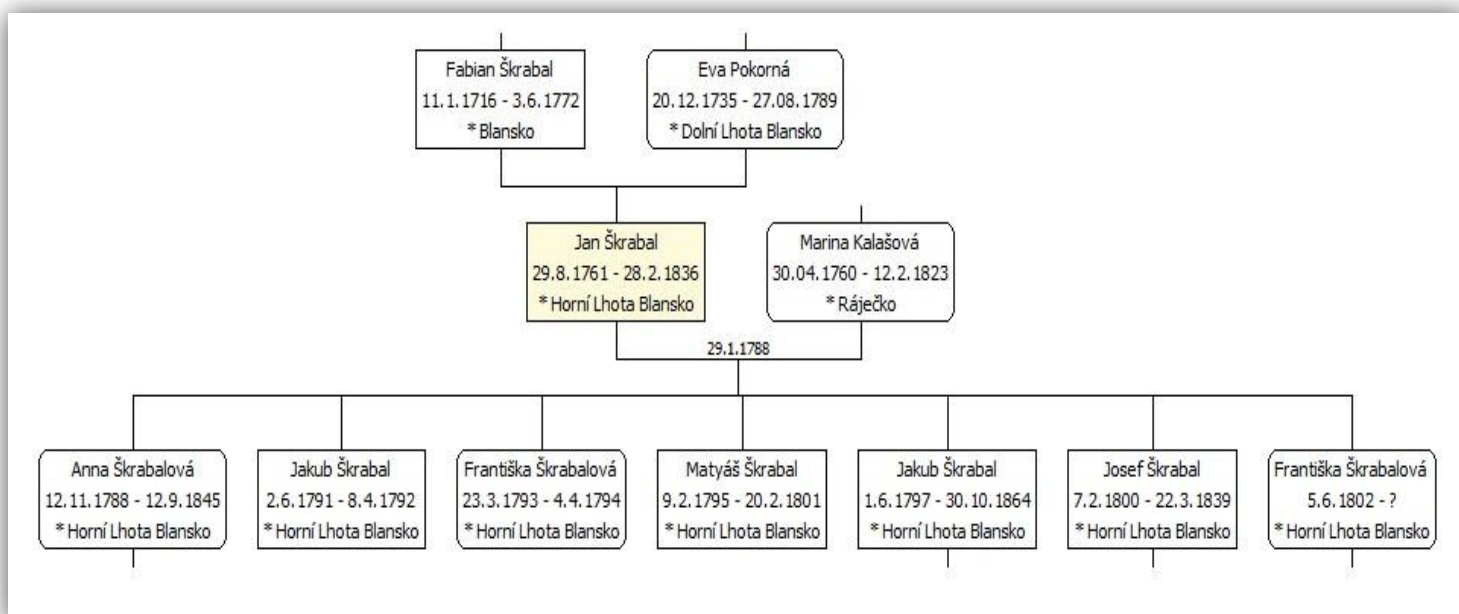 Fabian Škrabal
11.1.1716 - 3.6.1772
* Blansko
Eva Pokorná
20.12.1735 - 27.08.1789
* Dolní Lhota Blansko
Jan Škrabal
29.8.1761 - 28.2.1836
* Horní Lhota Blansko
Marina Kalašová
30.04.1760 - 12.2.1823
* Ráječko
29.1.1788
Anna Škrabalová
12.11.1788 - 12.9.1845
* Horní Lhota Blansko
Jakub Škrabal
2.6.1791 - 8.4.1792
* Horní Lhota Blansko
Františka Škrabalová
23.3.1793 - 4.4.1794
* Horní Lhota Blansko
Matyáš Škrabal
9.2.1795 - 20.2.1801
* Horní Lhota Blansko
Jakub Škrabal
1.6.1797 - 30.10.1864
* Horní Lhota Blansko
Josef Škrabal
7.2.1800 - 22.3.1839
* Horní Lhota Blansko
Františka Škrabalová
5.6.1802 - ?
* Horní Lhota Blansko